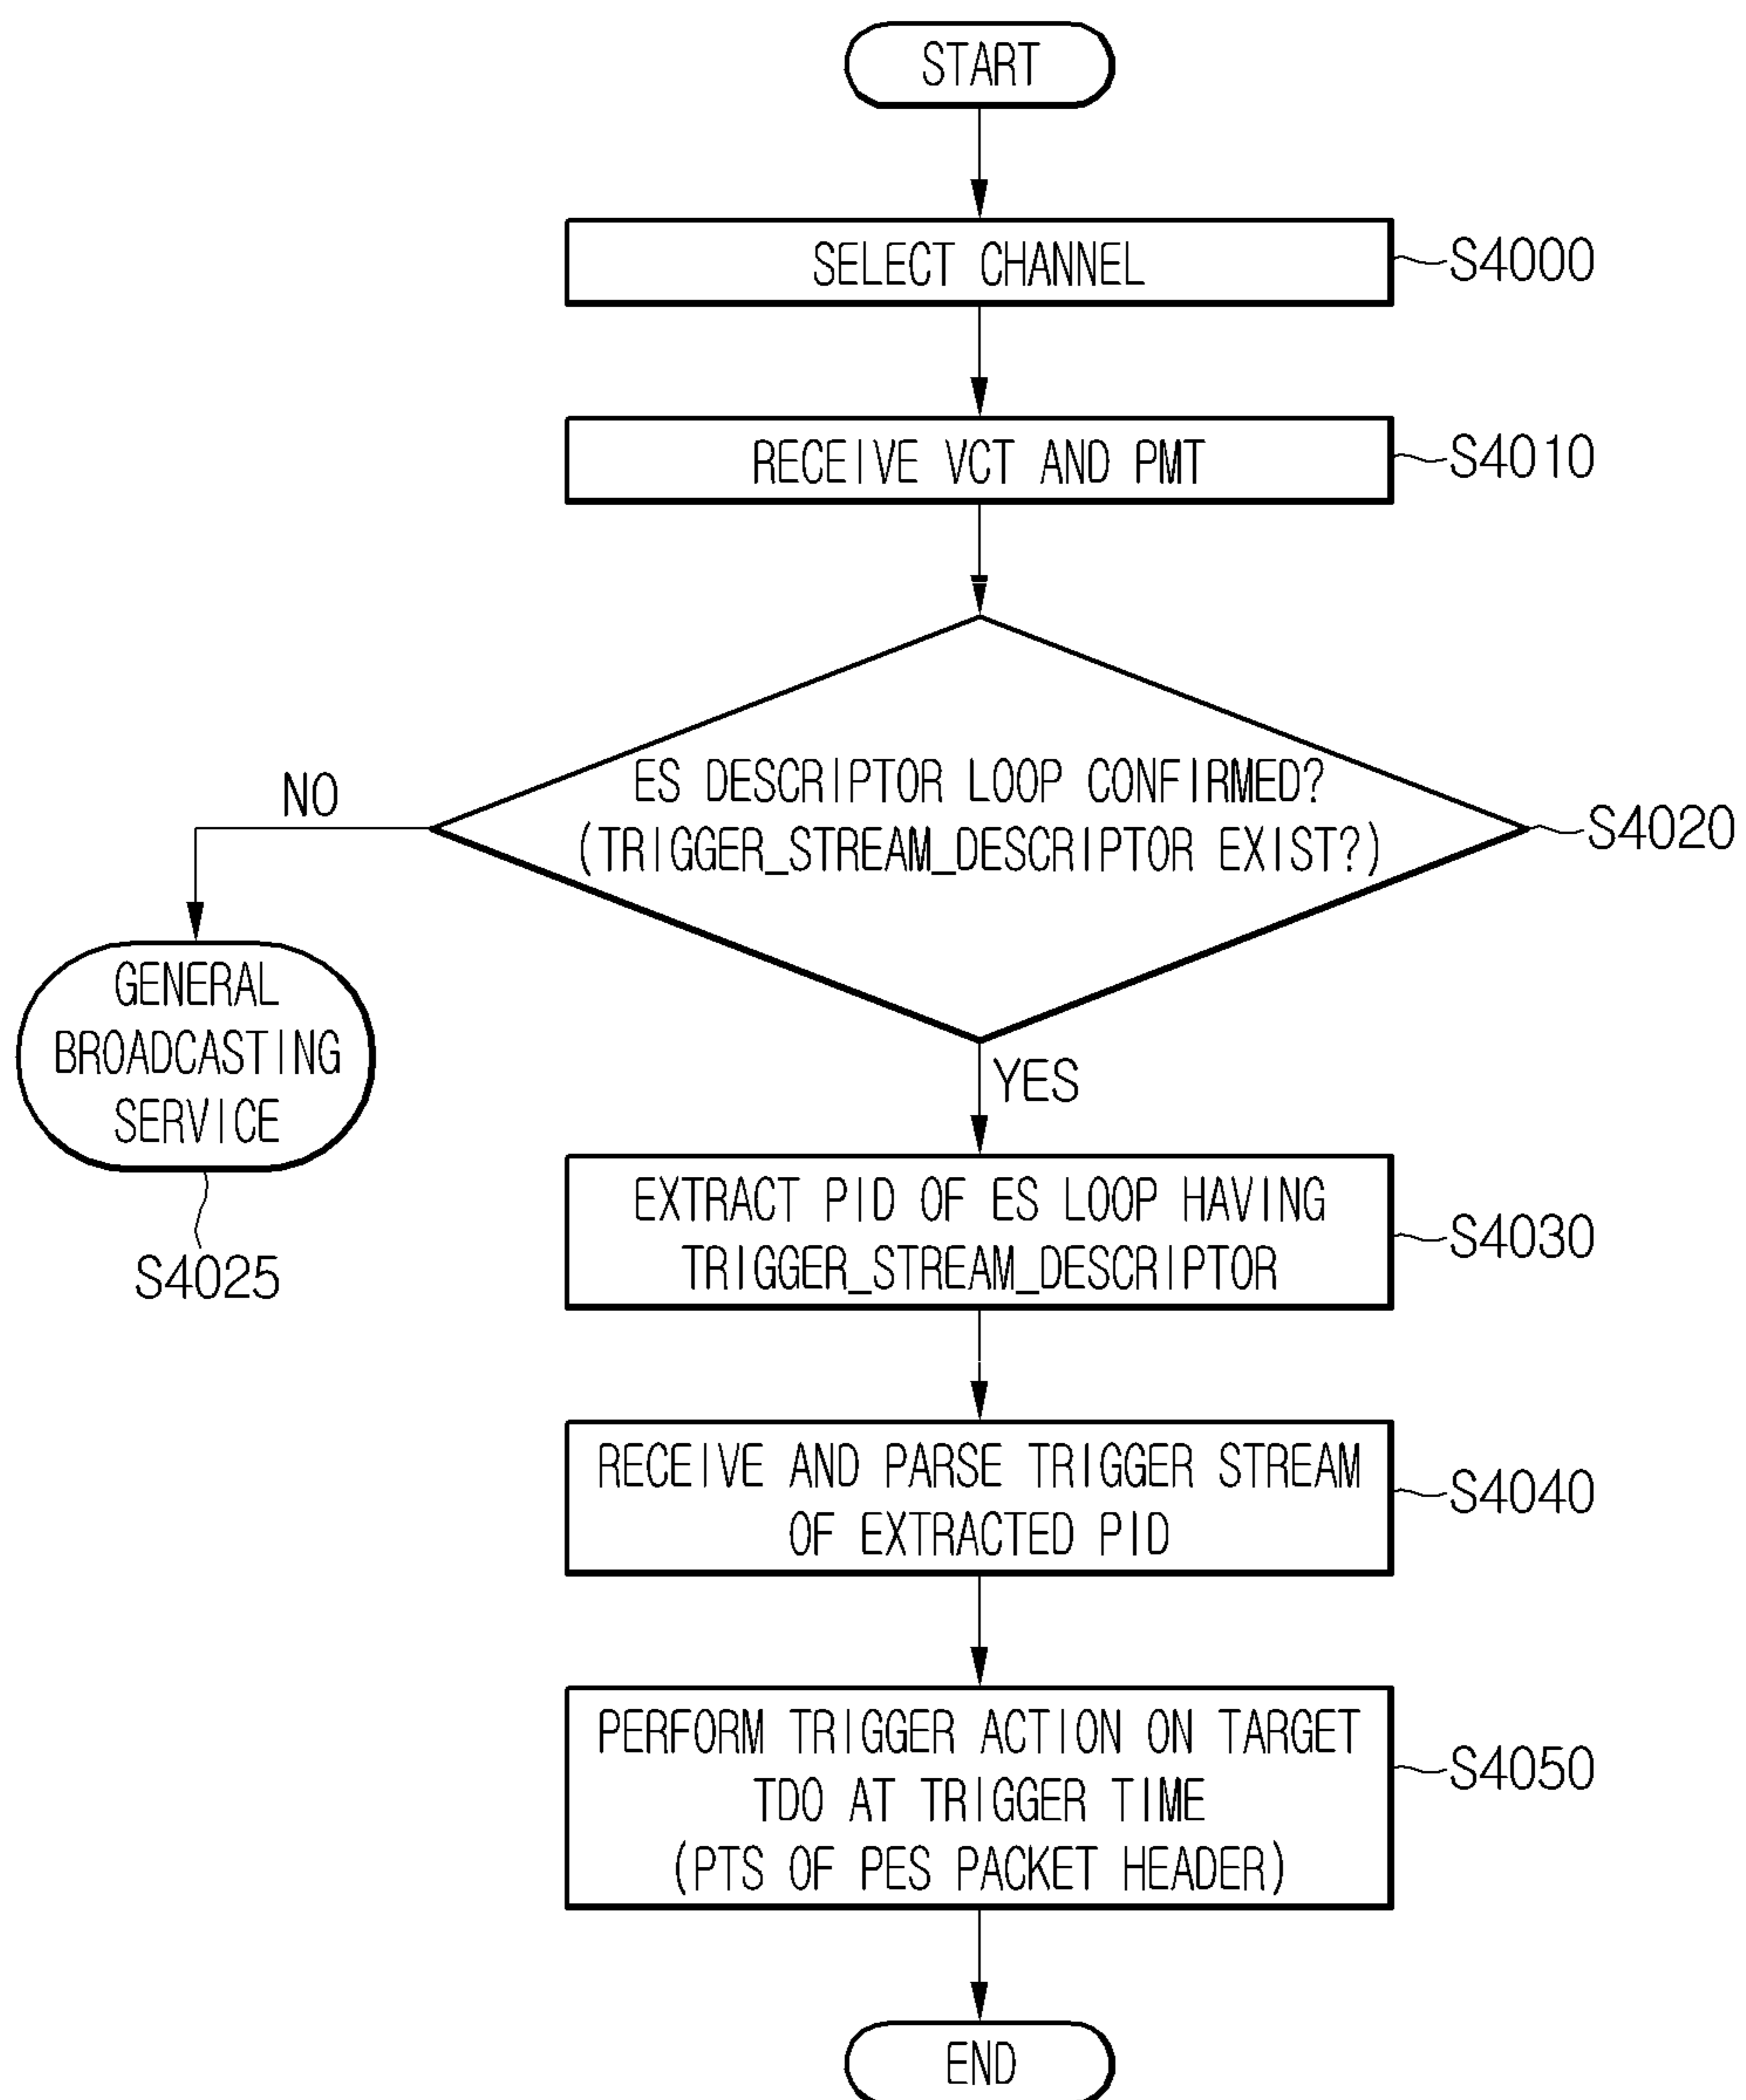 START
SELECT CHANNEL
S4000
RECEIVE VCT AND PMT
S4010
ES DESCRIPTOR LOOP CONFIRMED?
(TRIGGER_STREAM_DESCRIPTOR EXIST?)
S4020
NO
GENERAL
BROADCASTING
SERVICE
S4025
YES
EXTRACT PID OF ES LOOP HAVING
TRIGGER_STREAM_DESCRIPTOR
S4030
RECEIVE AND PARSE TRIGGER STREAM
OF EXTRACTED PID
S4040
PERFORM TRIGGER ACTION ON TARGET
TDO AT TRIGGER TIME
(PTS OF PES PACKET HEADER)
S4050
END